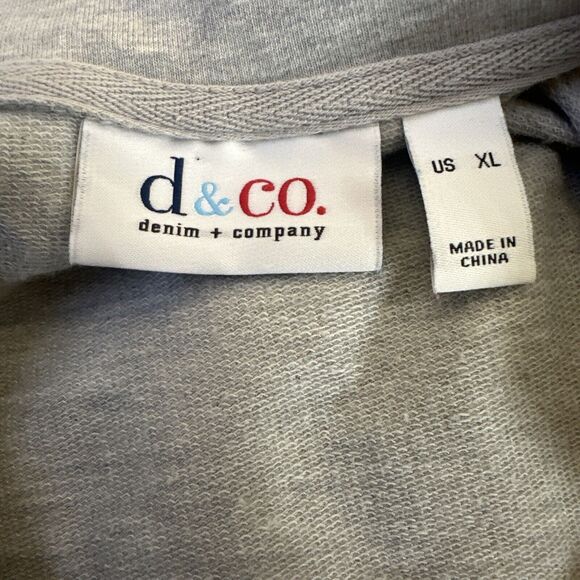 d&co.
denim + company
US XL
MADE IN
CHINA